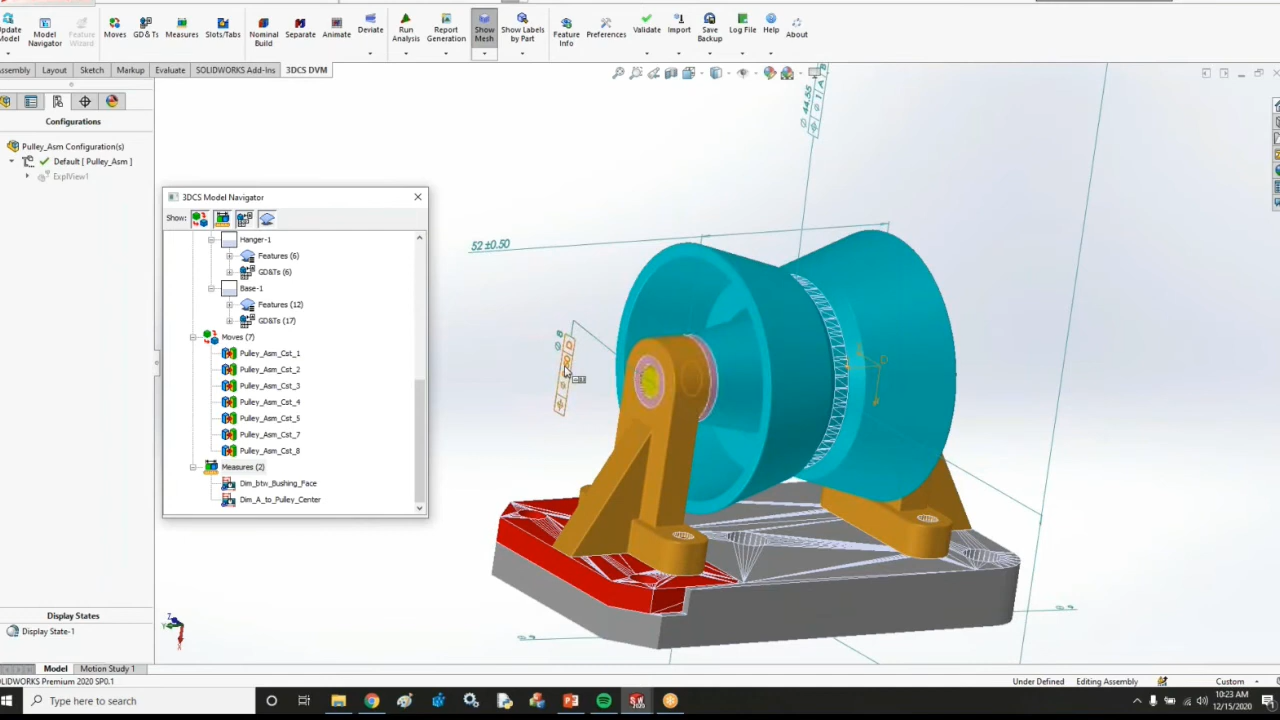 Update Model
Model Navigator
Feature Wizard
Moves
GD&Ts
Measures
Slots/Tabs
Nominal Build
Separate
Animate
Deviate
Run Analysis
Report Generation
Show Mesh
Show Labels by Part
Feature Info
Preferences
Validate
Import
Save Backup
Log File
Help
About
Assembly
Layout
Sketch
Markup
Evaluate
SOLIDWORKS Add-Ins
3DCS DVM
Configurations
Pulley_Asm Configuration(s)
Default [ Pulley_Asm ]
ExplView1
3DCS Model Navigator
Show:
Hanger-1
Features (6)
GD&Ts (6)
Base-1
Features (12)
GD&Ts (17)
Moves (7)
Pulley_Asm_Cst_1
Pulley_Asm_Cst_2
Pulley_Asm_Cst_3
Pulley_Asm_Cst_4
Pulley_Asm_Cst_5
Pulley_Asm_Cst_7
Pulley_Asm_Cst_8
Measures (2)
Dim_btw_Bushing_Face
Dim_A_to_Pulley_Center
52 ±0.50
Ø 44.55
Display States
Display State-1
Z
Y
X
Model
Motion Study 1
SOLIDWORKS Premium 2020 SP0.1
Under Defined
Editing Assembly
Custom
Type here to search
10:23 AM
12/15/2020